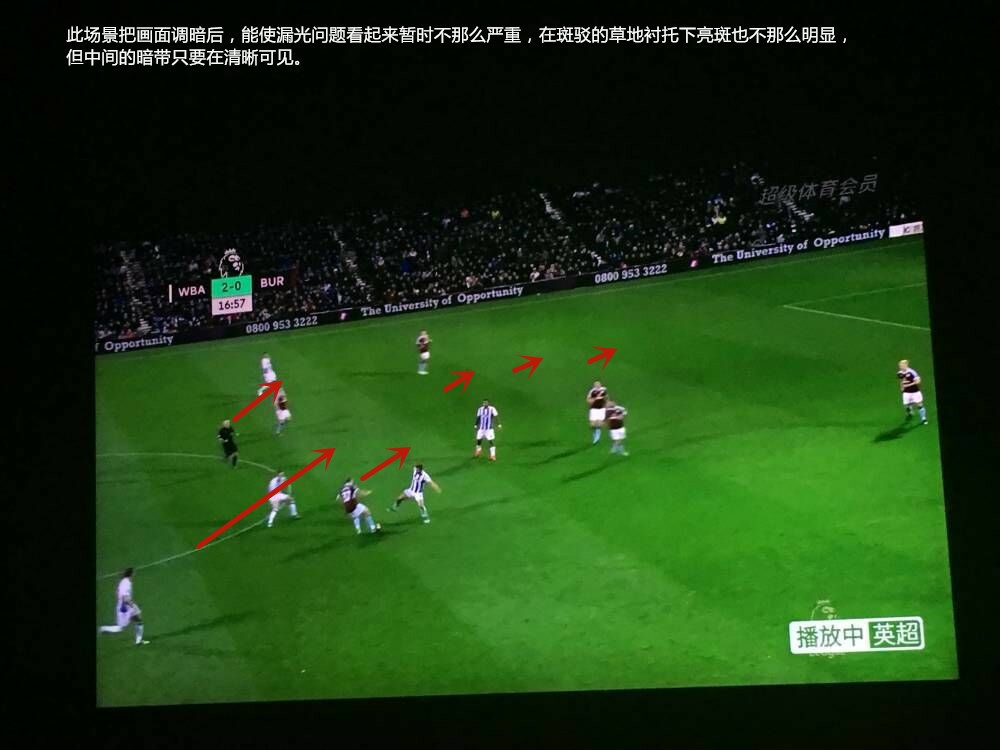 此场景把画面调暗后，能使漏光问题看起来暂时不那么严重，在斑驳的草地衬托下亮斑也不那么明显，
但中间的暗带只要在清晰可见。
超级体育会员
The University of Opportunity
0800 953 3222
WBA 2-0 BUR
16:57
The University of Opportunity
0800 953 3222
f Opportunity
播放中 英超